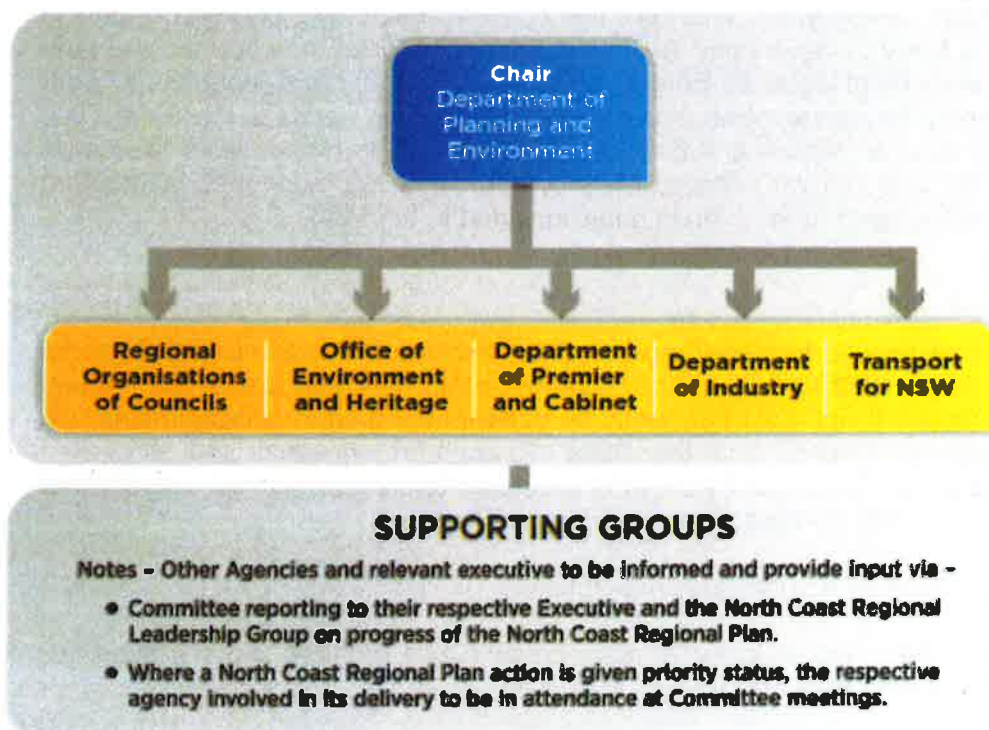 Chair
Department of
Planning and
Environment
Regional
Organisations
of Councils
Office of
Environment
and Heritage
Department
of Premier
and Cabinet
Department
of Industry
Transport
for NSW
SUPPORTING GROUPS
Notes – Other Agencies and relevant executive to be informed and provide input via –
• Committee reporting to their respective Executive and the North Coast Regional
Leadership Group on progress of the North Coast Regional Plan.
• Where a North Coast Regional Plan action is given priority status, the respective
agency involved in its delivery to be in attendance at Committee meetings.